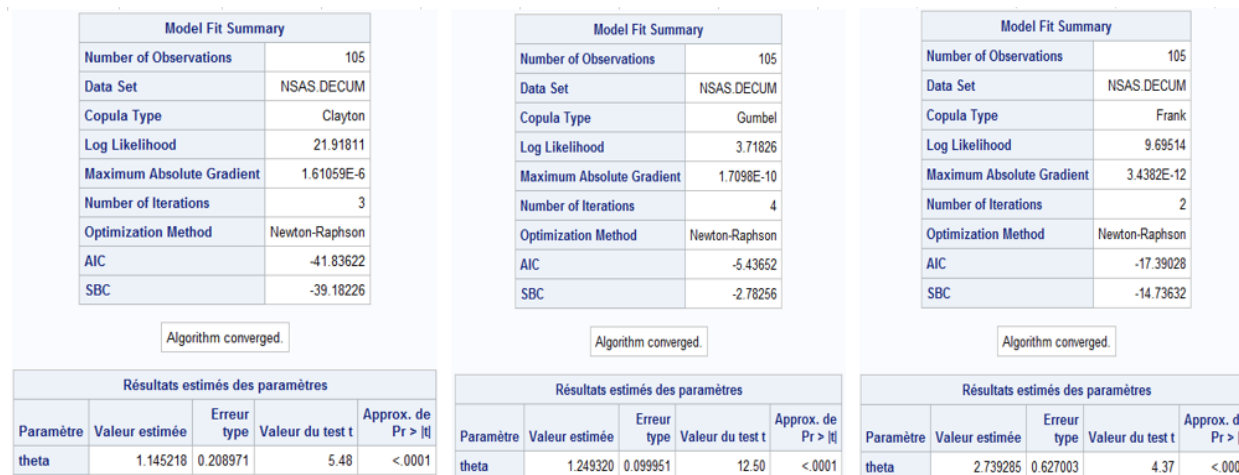 Model Fit Summary
Number of Observations 105
Data Set NSAS.DECUM
Copula Type Clayton
Log Likelihood 21.91811
Maximum Absolute Gradient 1.61059E-6
Number of Iterations 3
Optimization Method Newton-Raphson
AIC -41.83622
SBC -39.18226
Algorithm converged.
Résultats estimés des paramètres
Paramètre Valeur estimée Erreur type Valeur du test t Approx. de Pr > |t|
theta 1.145218 0.208971 5.48 <.0001
Model Fit Summary
Number of Observations 105
Data Set NSAS.DECUM
Copula Type Gumbel
Log Likelihood 3.71826
Maximum Absolute Gradient 1.7098E-10
Number of Iterations 4
Optimization Method Newton-Raphson
AIC -5.43652
SBC -2.78256
Algorithm converged.
Résultats estimés des paramètres
Paramètre Valeur estimée Erreur type Valeur du test t Approx. de Pr > |t|
theta 1.249320 0.099951 12.50 <.0001
Model Fit Summary
Number of Observations 105
Data Set NSAS.DECUM
Copula Type Frank
Log Likelihood 9.69514
Maximum Absolute Gradient 3.4382E-12
Number of Iterations 2
Optimization Method Newton-Raphson
AIC -17.39028
SBC -14.73632
Algorithm converged.
Résultats estimés des paramètres
Paramètre Valeur estimée Erreur type Valeur du test t Approx. d Pr > |
theta 2.739285 0.627003 4.37 <.000